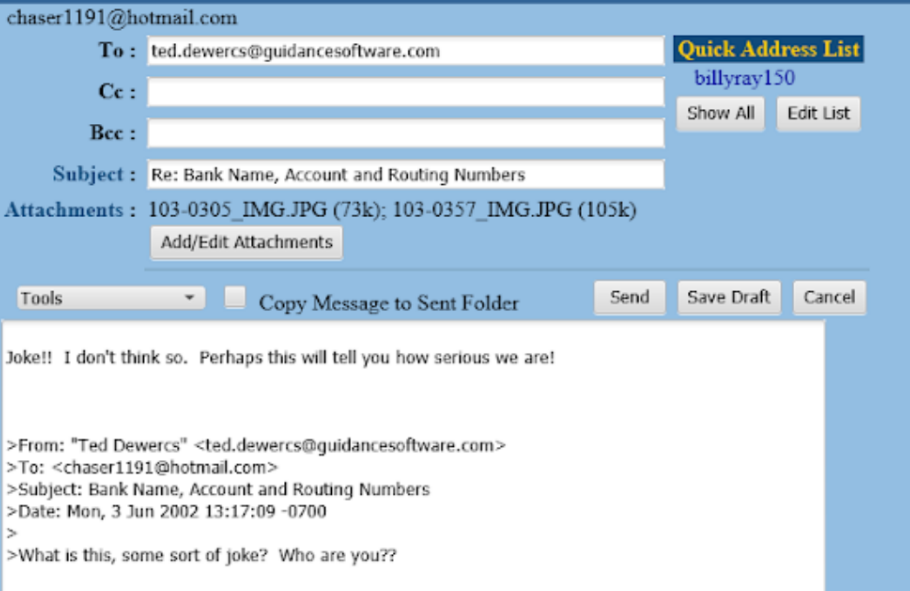 chaser1191@hotmail.com
To : ted.dewercs@guidancesoftware.com
Quick Address List
Cc :
billyray150
Show All Edit List
Bcc :
Subject : Re: Bank Name, Account and Routing Numbers
Attachments : 103-0305_IMG.JPG (73k); 103-0357_IMG.JPG (105k)
Add/Edit Attachments
Tools Copy Message to Sent Folder Send Save Draft Cancel
Joke!! I don't think so. Perhaps this will tell you how serious we are!
>From: "Ted Dewercs" <ted.dewercs@guidancesoftware.com>
>To: <chaser1191@hotmail.com>
>Subject: Bank Name, Account and Routing Numbers
>Date: Mon, 3 Jun 2002 13:17:09 -0700
>
>What is this, some sort of joke? Who are you??